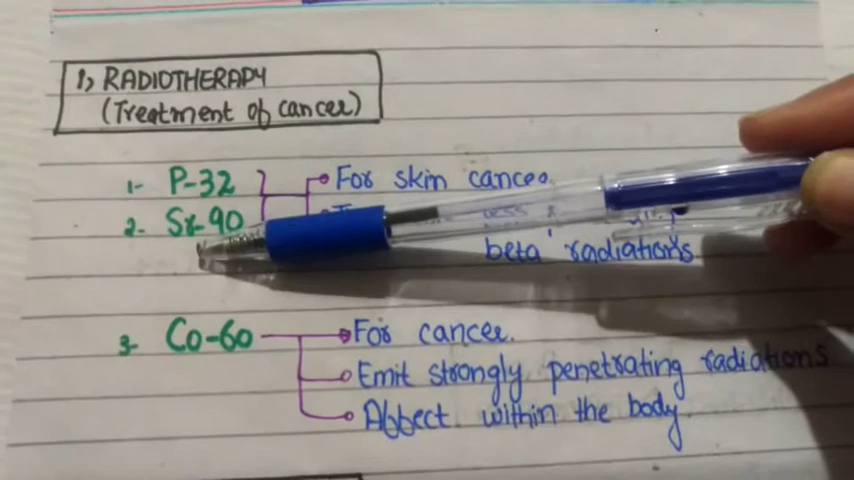 1) RADIOTHERAPY
(Treatment of cancer)
1- P-32
For skin cancer
2- Sr-90
less
beta radiations
3- Co-60
For cancer.
Emit strongly penetrating radiations
Affect within the body